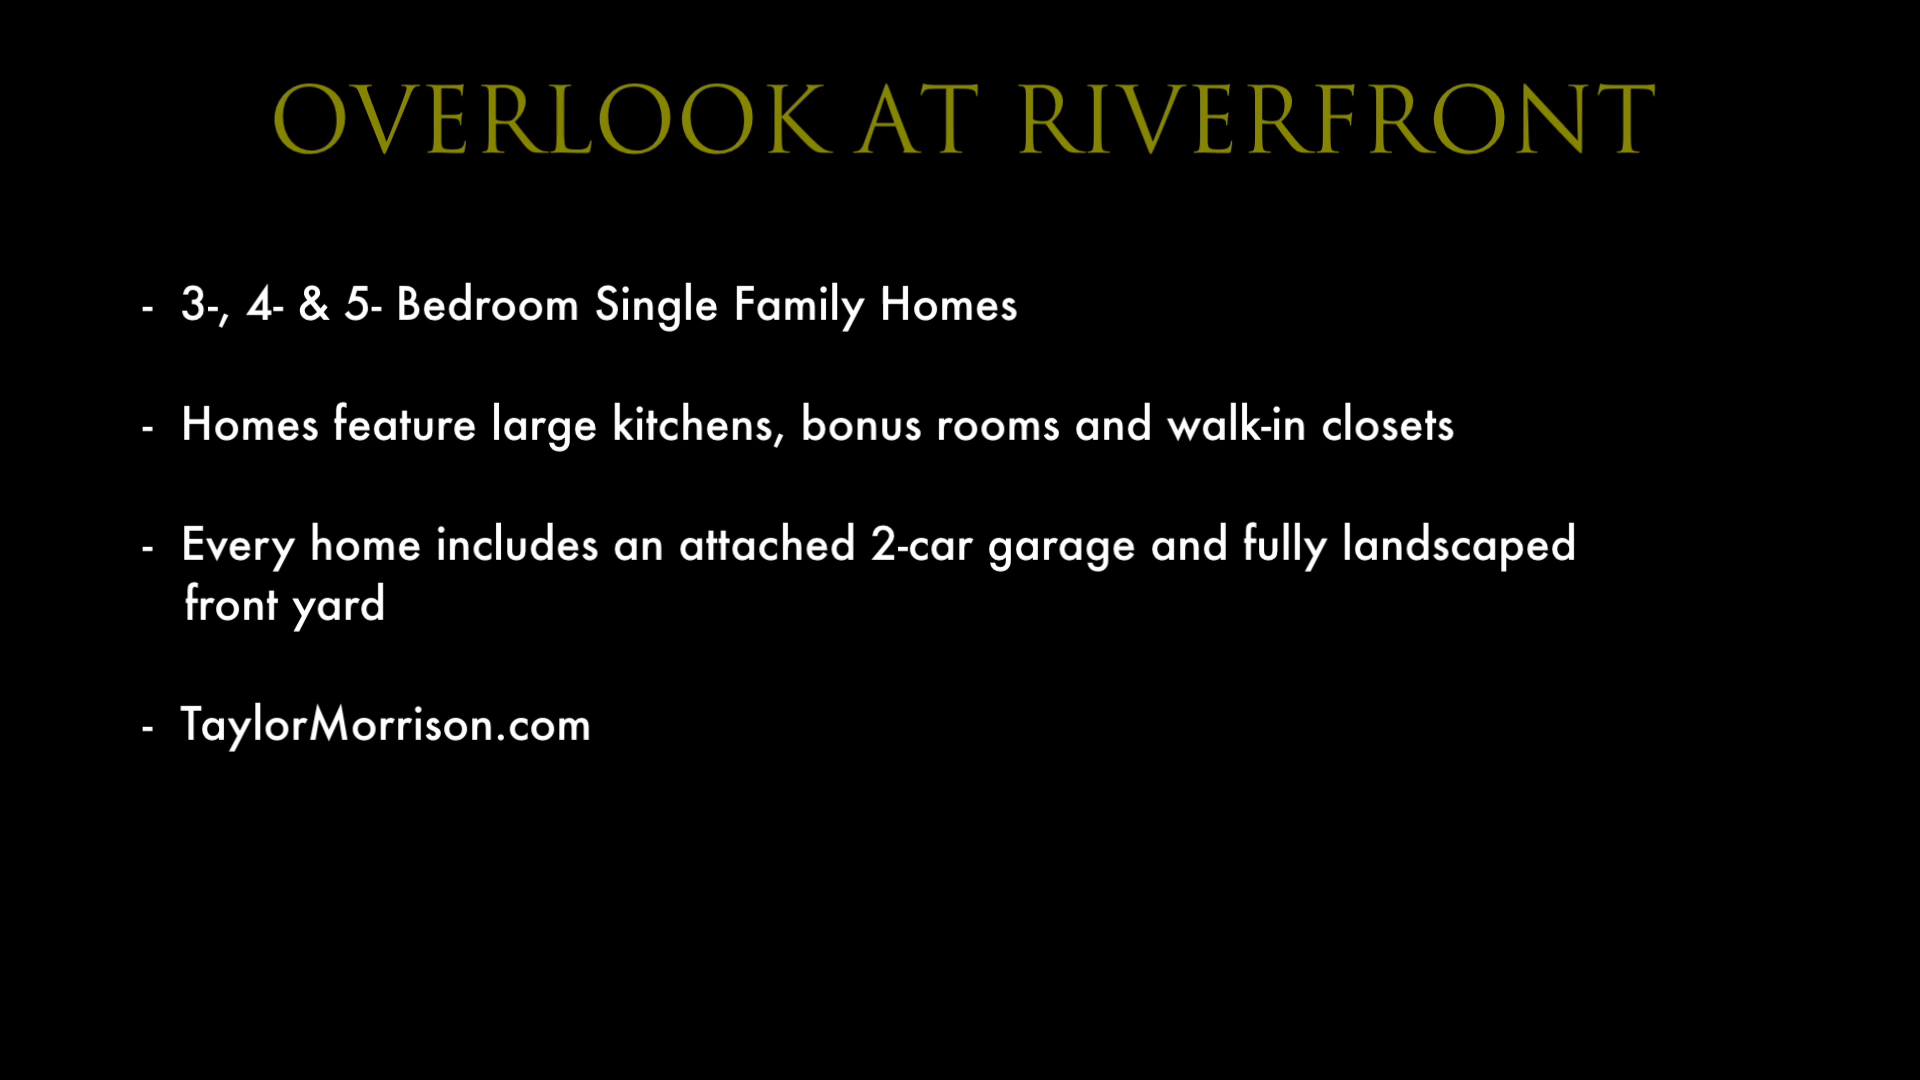 OVERLOOK AT RIVERFRONT
- 3-, 4- & 5- Bedroom Single Family Homes
- Homes feature large kitchens, bonus rooms and walk-in closets
- Every home includes an attached 2-car garage and fully landscaped
front yard
- TaylorMorrison.com